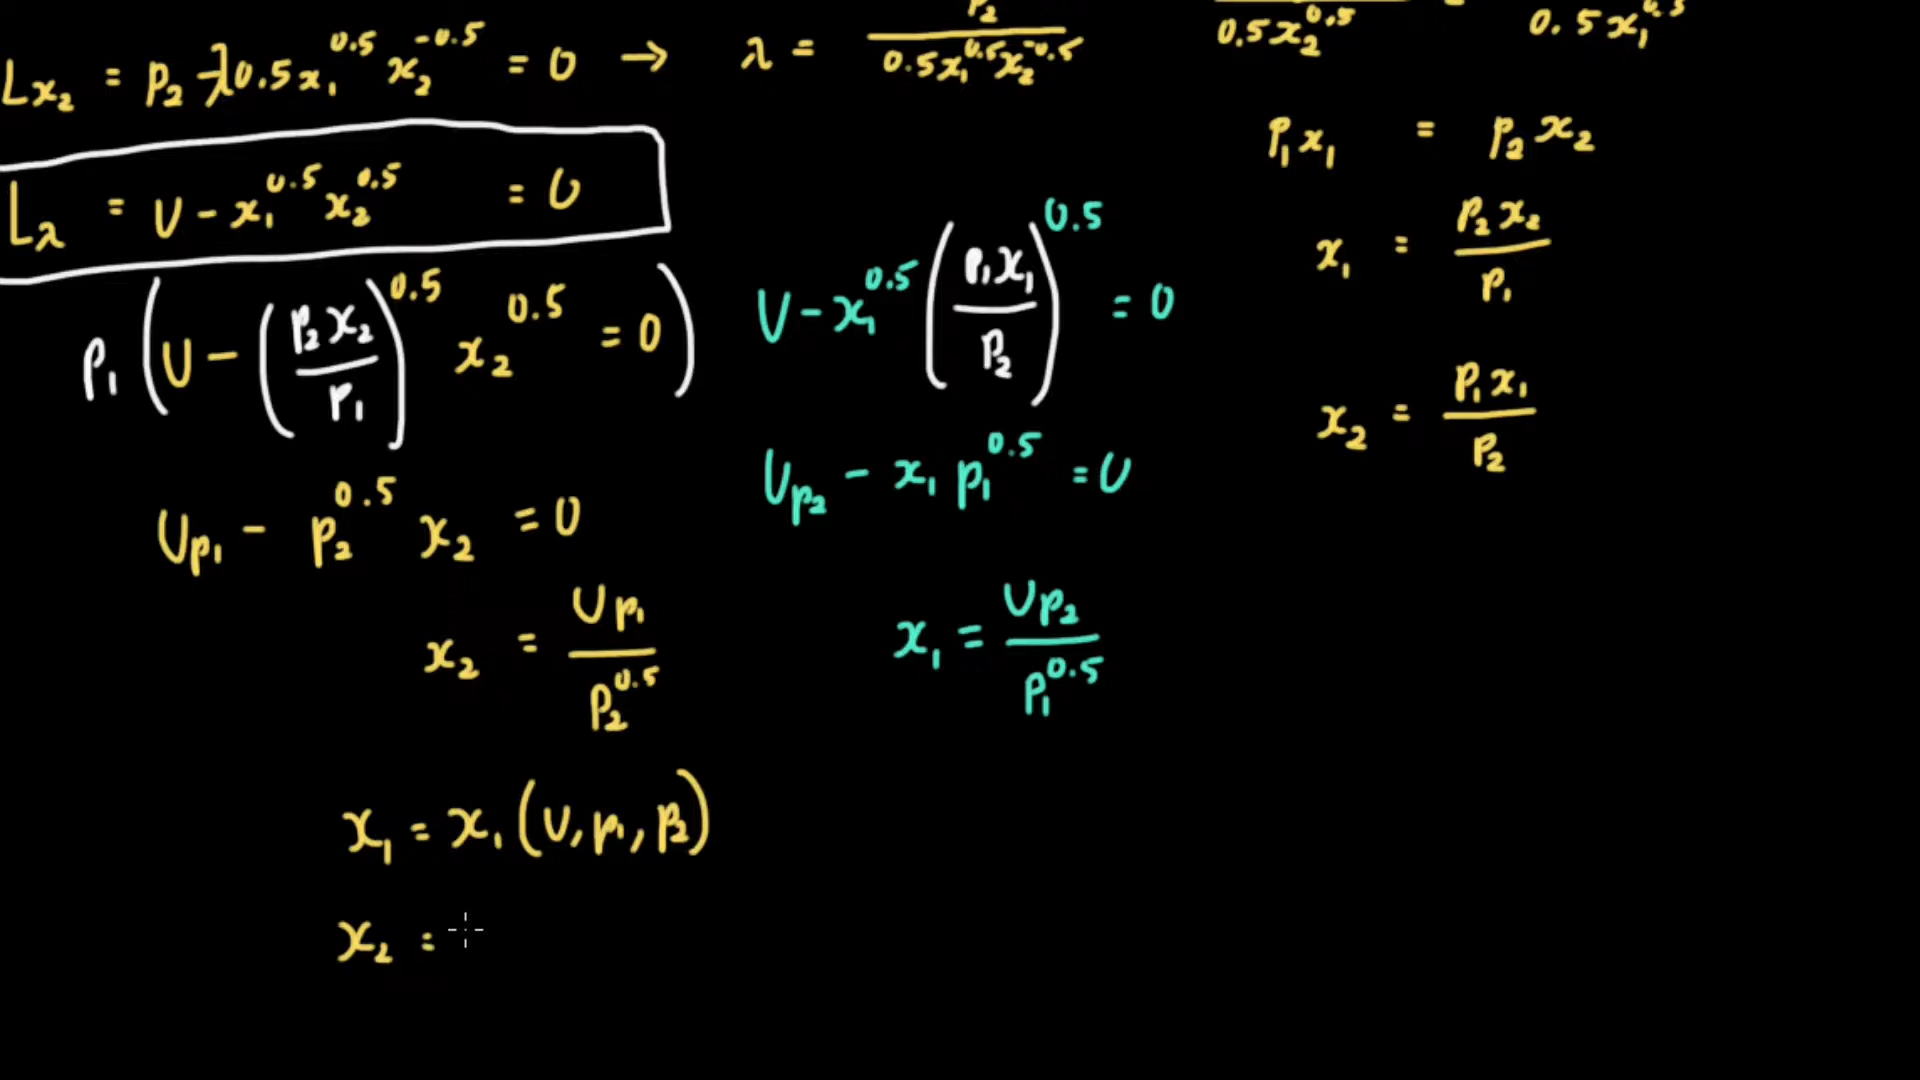 Lx₂ = p₂ - λ0.5x₁^0.5 x₂^-0.5 = 0 → λ = p₂ / 0.5x₁^0.5 x₂^-0.5
0.5x₂^0.5 = 0.5x₁^0.5
p₁x₁ = p₂x₂
Lλ = U - x₁^0.5 x₂^0.5 = 0
x₁ = p₂x₂ / p₁
p₁(U - (p₂x₂ / p₁)^0.5 x₂^0.5 = 0)
U - x₁^0.5 (p₁x₁ / p₂)^0.5 = 0
x₂ = p₁x₁ / p₂
Up₁ - p₂^0.5 x₂ = 0
Up₂ - x₁ p₁^0.5 = 0
x₂ = Up₁ / p₂^0.5
x₁ = Up₂ / p₁^0.5
x₁ = x₁(U, p₁, p₂)
x₂ =